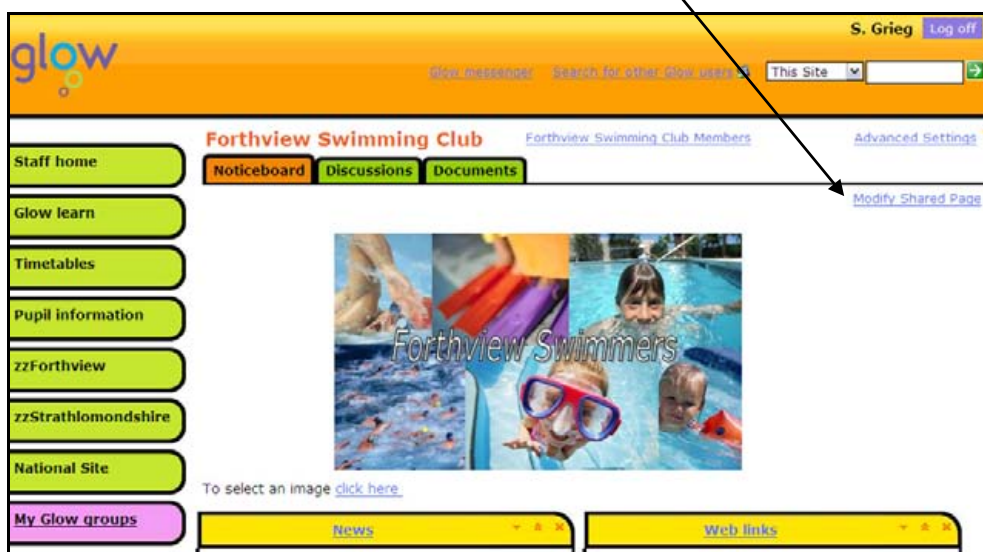 S. Grieg Log off
glow
Glow messenger Search for other Glow users This Site
Forthview Swimming Club Forthview Swimming Club Members Advanced Settings
Staff home
Noticeboard Discussions Documents
Modify Shared Page
Glow learn
Timetables
Pupil information
Forthview Swimmers
zzForthview
zzStrathlomondshire
National Site
To select an image click here
My Glow groups
News Web links